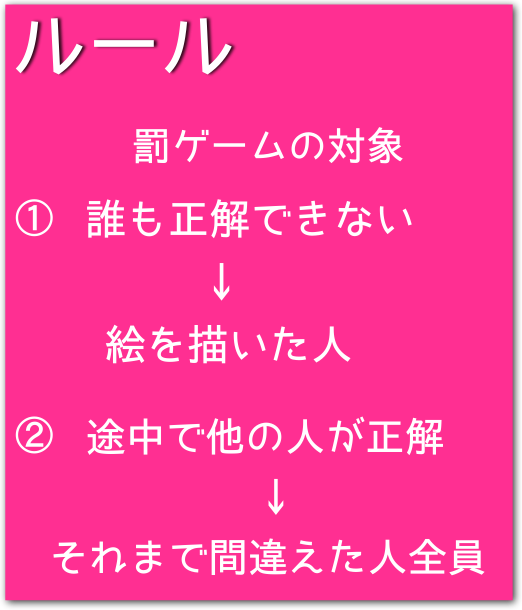 ルール
罰ゲームの対象
① 誰も正解できない
↓
絵を描いた人
② 途中で他の人が正解
↓
それまで間違えた人全員